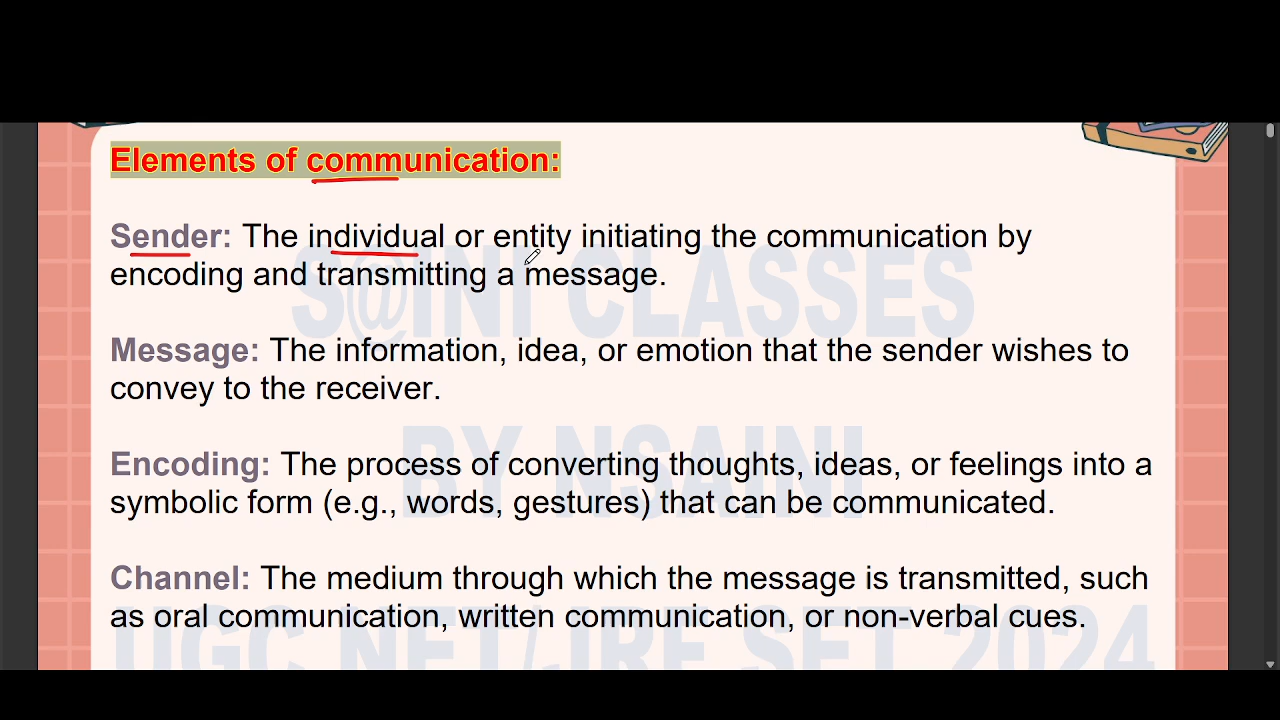 Elements of communication:
Sender: The individual or entity initiating the communication by
encoding and transmitting a message.
Message: The information, idea, or emotion that the sender wishes to
convey to the receiver.
Encoding: The process of converting thoughts, ideas, or feelings into a
symbolic form (e.g., words, gestures) that can be communicated.
Channel: The medium through which the message is transmitted, such
as oral communication, written communication, or non-verbal cues.
S@INI CLASSES
BY NSAINI
UGC NET/JRF SET 2024